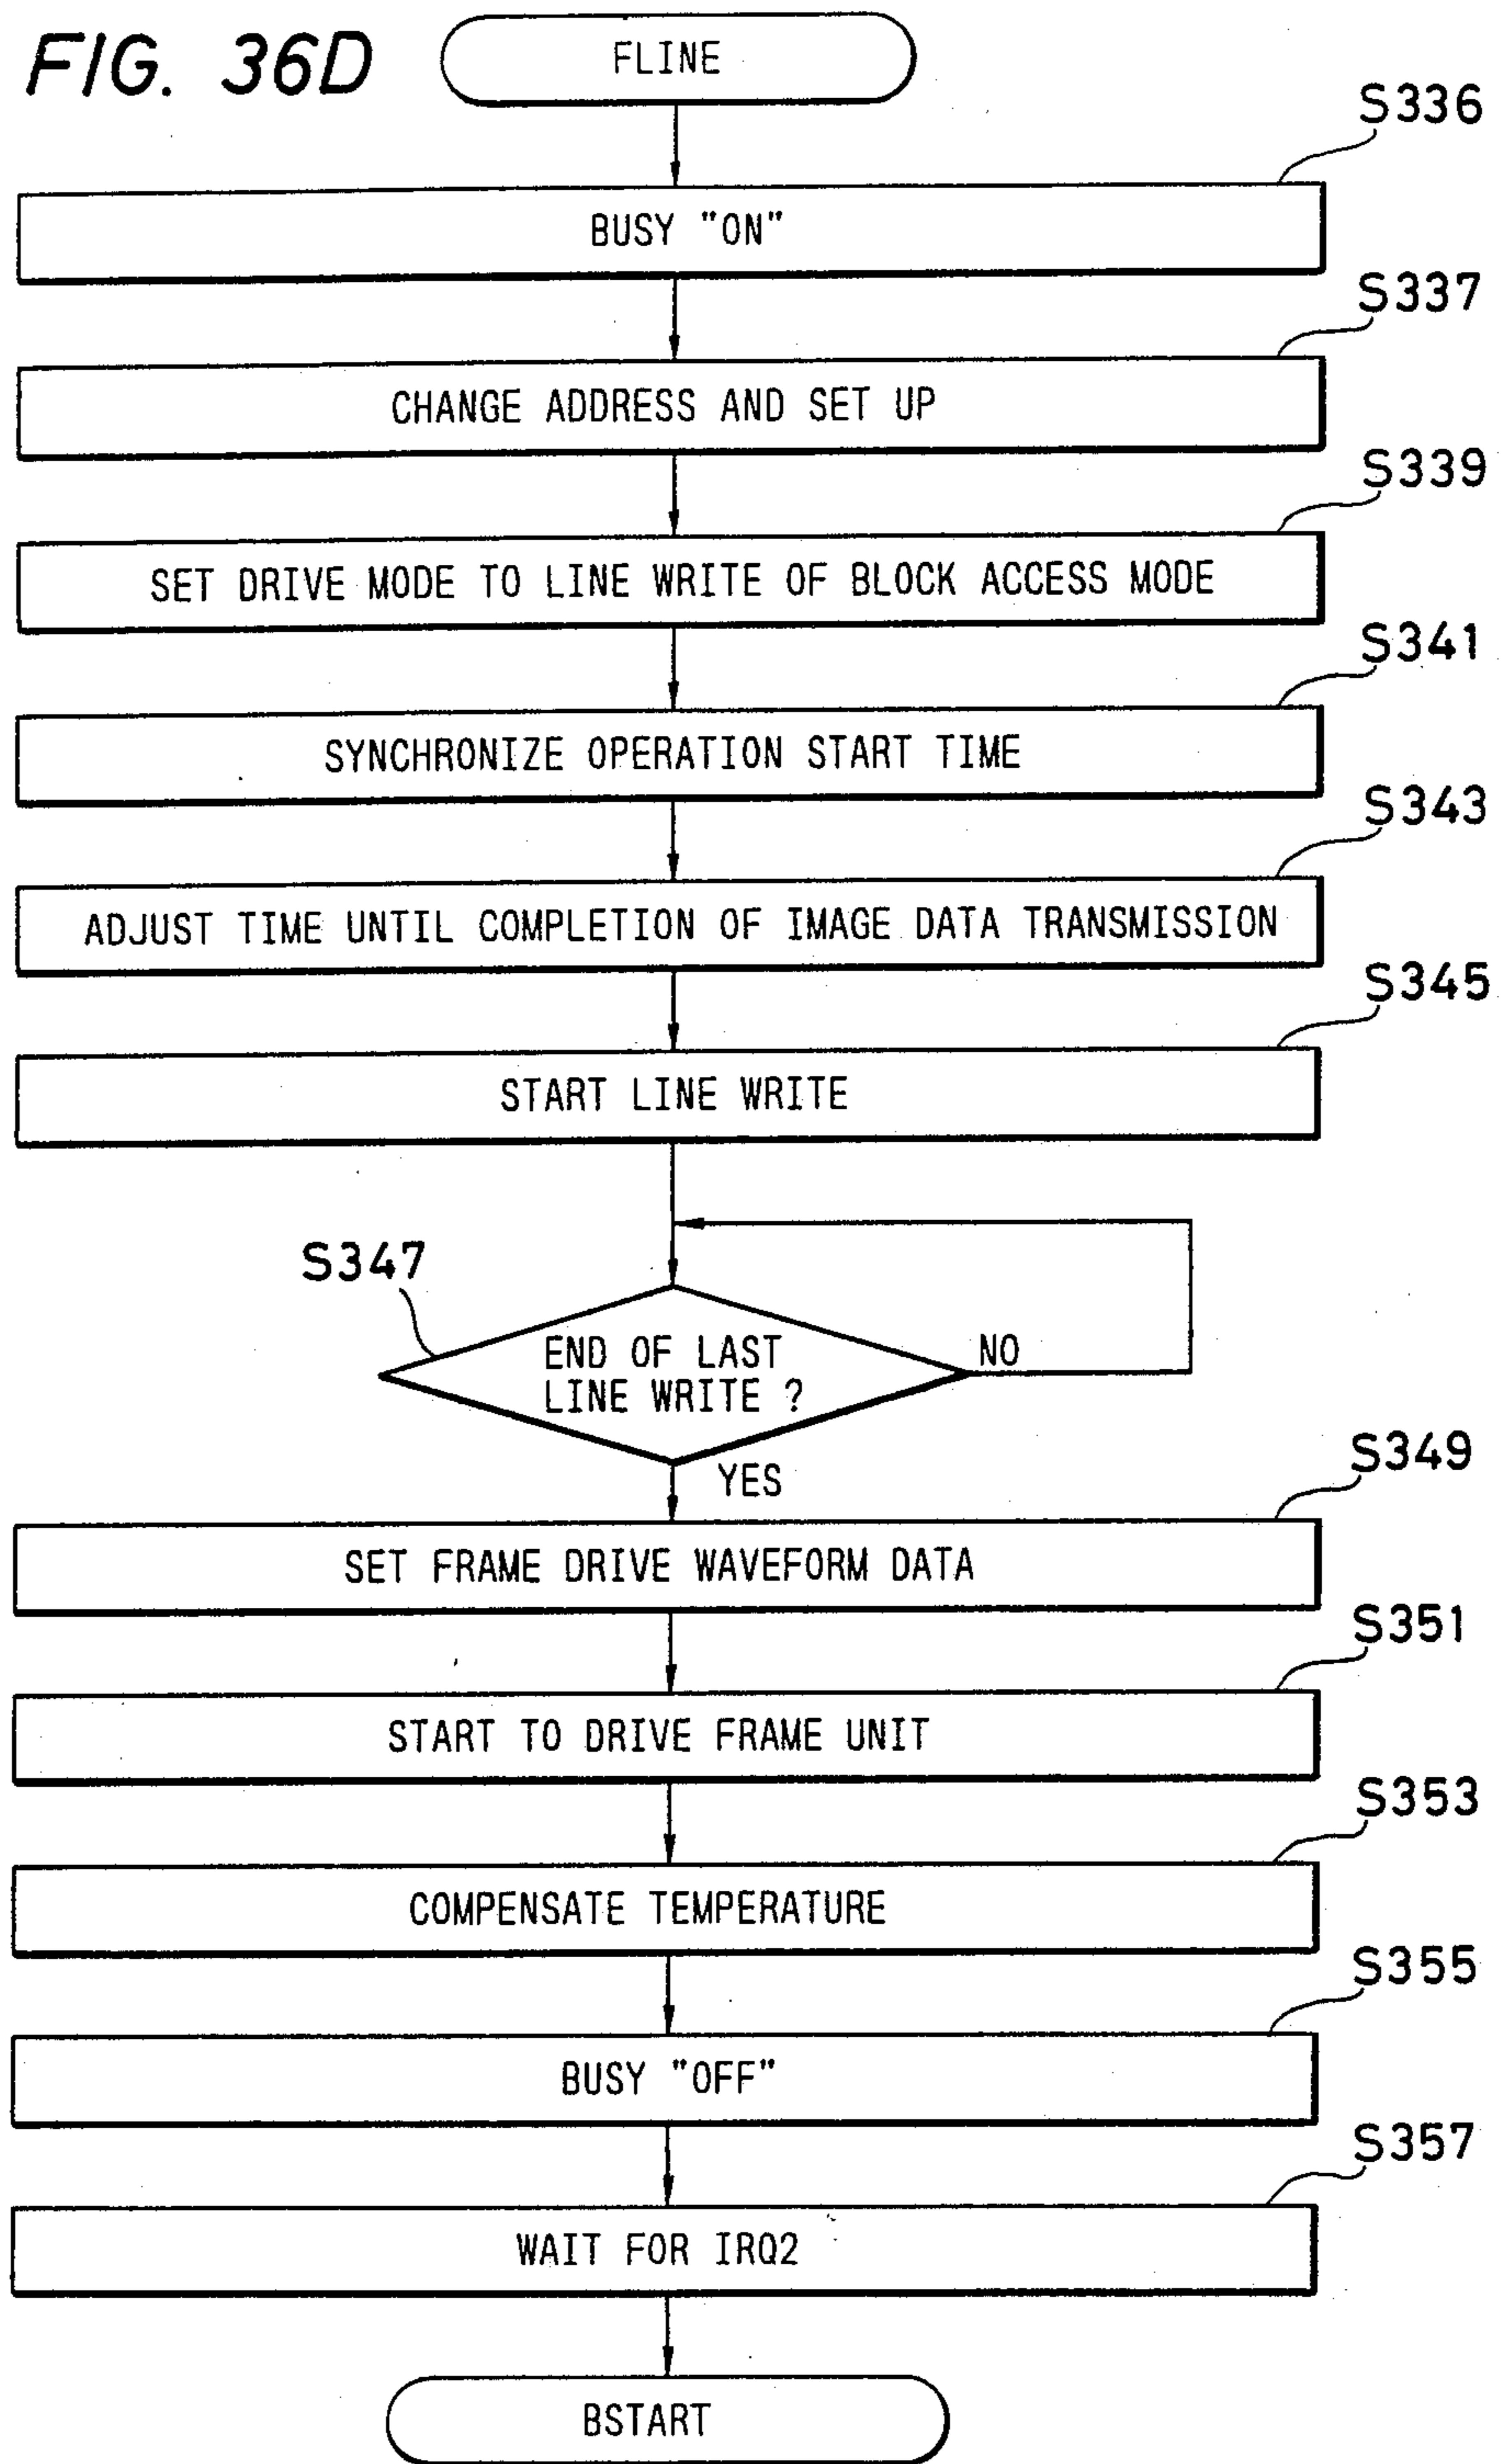 FIG. 36D
FLINE
S336
BUSY "ON"
S337
CHANGE ADDRESS AND SET UP
S339
SET DRIVE MODE TO LINE WRITE OF BLOCK ACCESS MODE
S341
SYNCHRONIZE OPERATION START TIME
S343
ADJUST TIME UNTIL COMPLETION OF IMAGE DATA TRANSMISSION
S345
START LINE WRITE
S347
END OF LAST
LINE WRITE ?
NO
YES
S349
SET FRAME DRIVE WAVEFORM DATA
S351
START TO DRIVE FRAME UNIT
S353
COMPENSATE TEMPERATURE
S355
BUSY "OFF"
S357
WAIT FOR IRQ2
BSTART